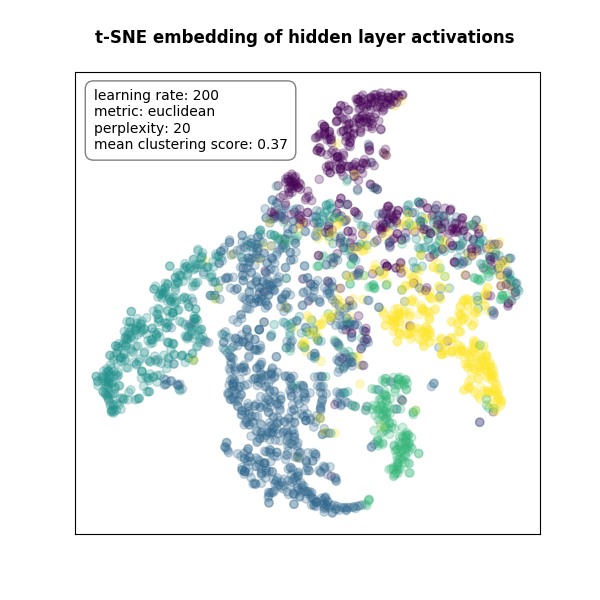 t-SNE embedding of hidden layer activations
learning rate: 200
metric: euclidean
perplexity: 20
mean clustering score: 0.37